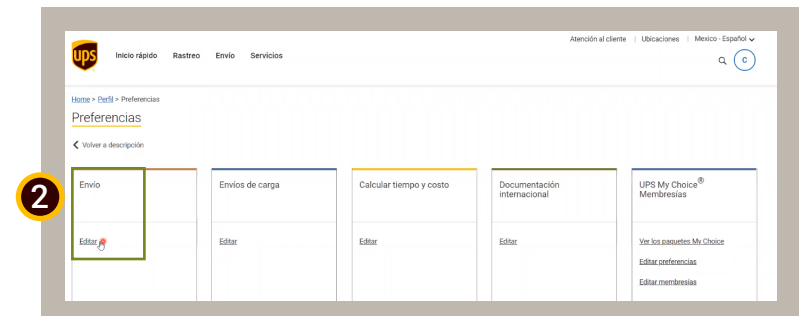 Atención al cliente | Ubicaciones | Mexico - Español
ups
Inicio rápido Rastreo Envío Servicios
C
Home > Perfil > Preferencias
Preferencias
Volver a descripción
2
Envío
Envíos de carga
Calcular tiempo y costo
Documentación
internacional
UPS My Choice®
Membresías
Editar
Editar
Editar
Editar
Ver los paquetes My Choice
Editar preferencias
Editar membresías